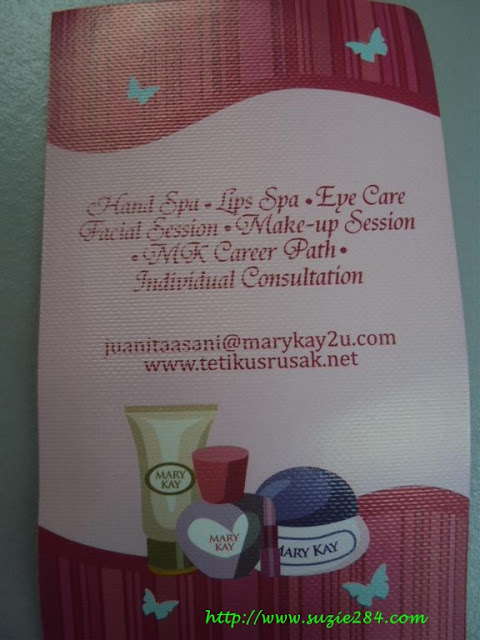 Hand Spa • Lips Spa • Eye Care
Facial Session • Make-up Session
• MK Career Path •
Individual Consultation
juanitaasani@marykay2u.com
www.tetikusrusak.net
MARY
KAY
MARY
KAY
MARY KAY
http://www.suzie284.com